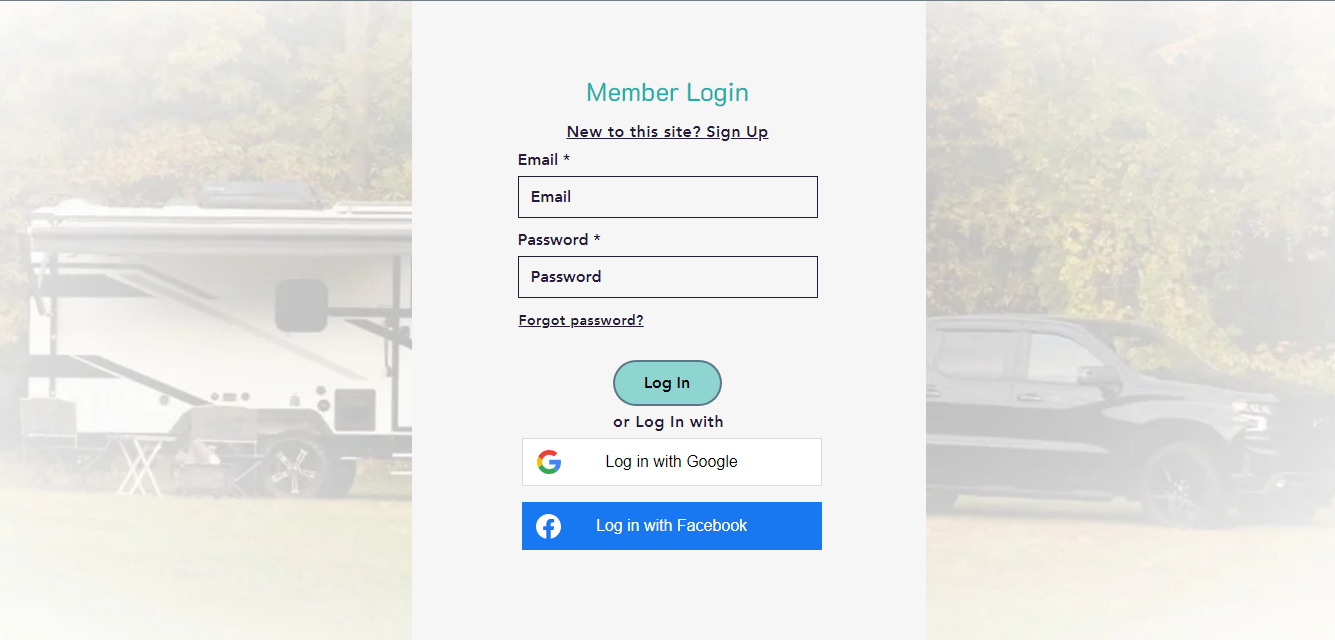 Member Login
New to this site? Sign Up
Email *
Email
Password *
Password
Forgot password?
Log In
or Log In with
Log in with Google
Log in with Facebook